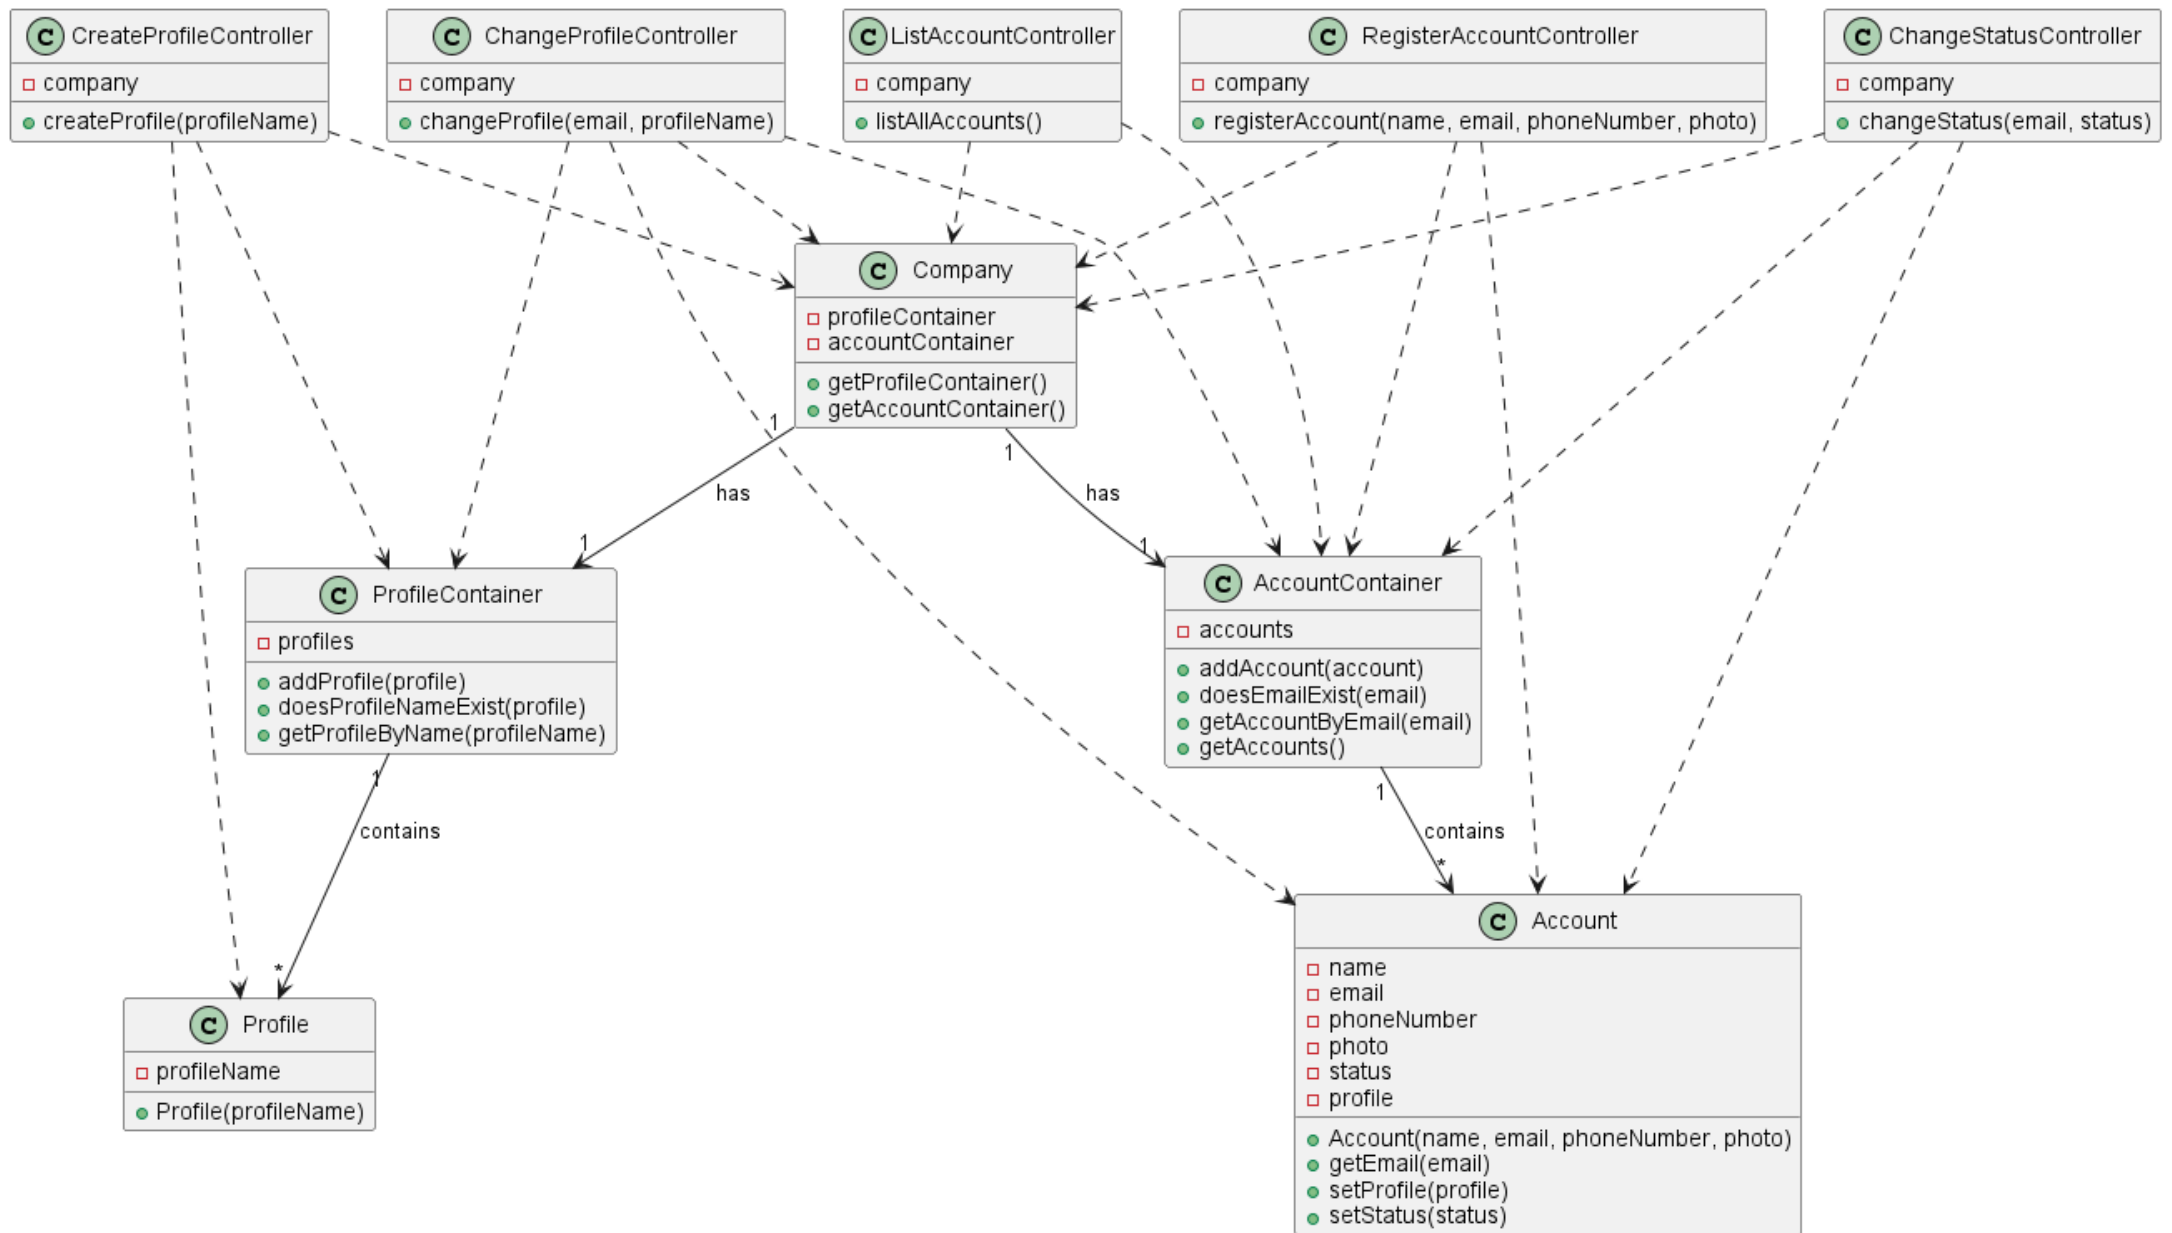 C CreateProfileController
company
createProfile(profileName)
C ChangeProfileController
company
changeProfile(email, profileName)
C ListAccountController
company
listAllAccounts()
C RegisterAccountController
company
registerAccount(name, email, phoneNumber, photo)
C ChangeStatusController
company
changeStatus(email, status)
C Company
profileContainer
accountContainer
getProfileContainer()
getAccountContainer()
1
has
1
1
has
1
C ProfileContainer
profiles
addProfile(profile)
doesProfileNameExist(profile)
getProfileByName(profileName)
C AccountContainer
accounts
addAccount(account)
doesEmailExist(email)
getAccountByEmail(email)
getAccounts()
1
contains
*
1
contains
*
C Profile
profileName
Profile(profileName)
C Account
name
email
phoneNumber
photo
status
profile
Account(name, email, phoneNumber, photo)
getEmail(email)
setProfile(profile)
setStatus(status)